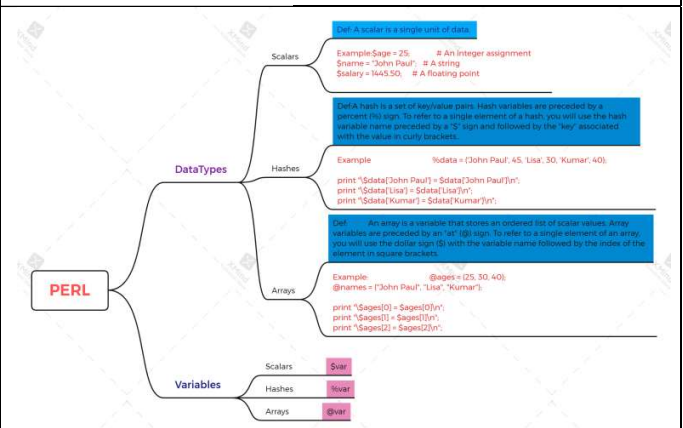 PERL
DataTypes
Scalars
Def: A scalar is a single unit of data.
Example:$age = 25; # An integer assignment
$name = "John Paul"; # A string
$salary = 1445.50; # A floating point
Hashes
Def:A hash is a set of key/value pairs. Hash variables are preceded by a
percent (%) sign. To refer to a single element of a hash, you will use the hash
variable name preceded by a "$" sign and followed by the "key" associated
with the value in curly brackets.
Example %data = ('John Paul', 45, 'Lisa', 30, 'Kumar', 40);
print "\$data{'John Paul'} = $data{'John Paul'}\n";
print "\$data{'Lisa'} = $data{'Lisa'}\n";
print "\$data{'Kumar'} = $data{'Kumar'}\n";
Arrays
Def: An array is a variable that stores an ordered list of scalar values. Array
variables are preceded by an "at" (@) sign. To refer to a single element of an array,
you will use the dollar sign ($) with the variable name followed by the index of the
element in square brackets.
Example: @ages = (25, 30, 40);
@names = ("John Paul", "Lisa", "Kumar");
print "\$ages[0] = $ages[0]\n";
print "\$ages[1] = $ages[1]\n";
print "\$ages[2] = $ages[2]\n";
Variables
Scalars $var
Hashes %var
Arrays @var